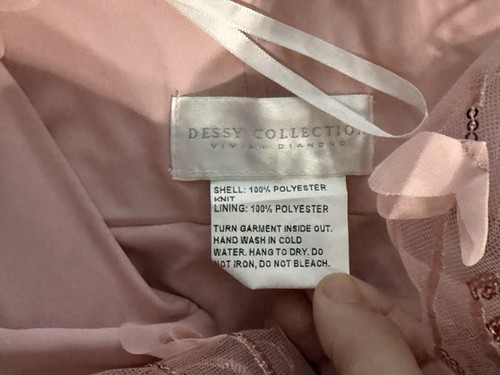 DESSY COLLECTION
VIVIAN DIAMOND
SHELL: 100% POLYESTER
KNIT
LINING: 100% POLYESTER
TURN GARMENT INSIDE OUT.
HAND WASH IN COLD
WATER. HANG TO DRY. DO
NOT IRON, DO NOT BLEACH.